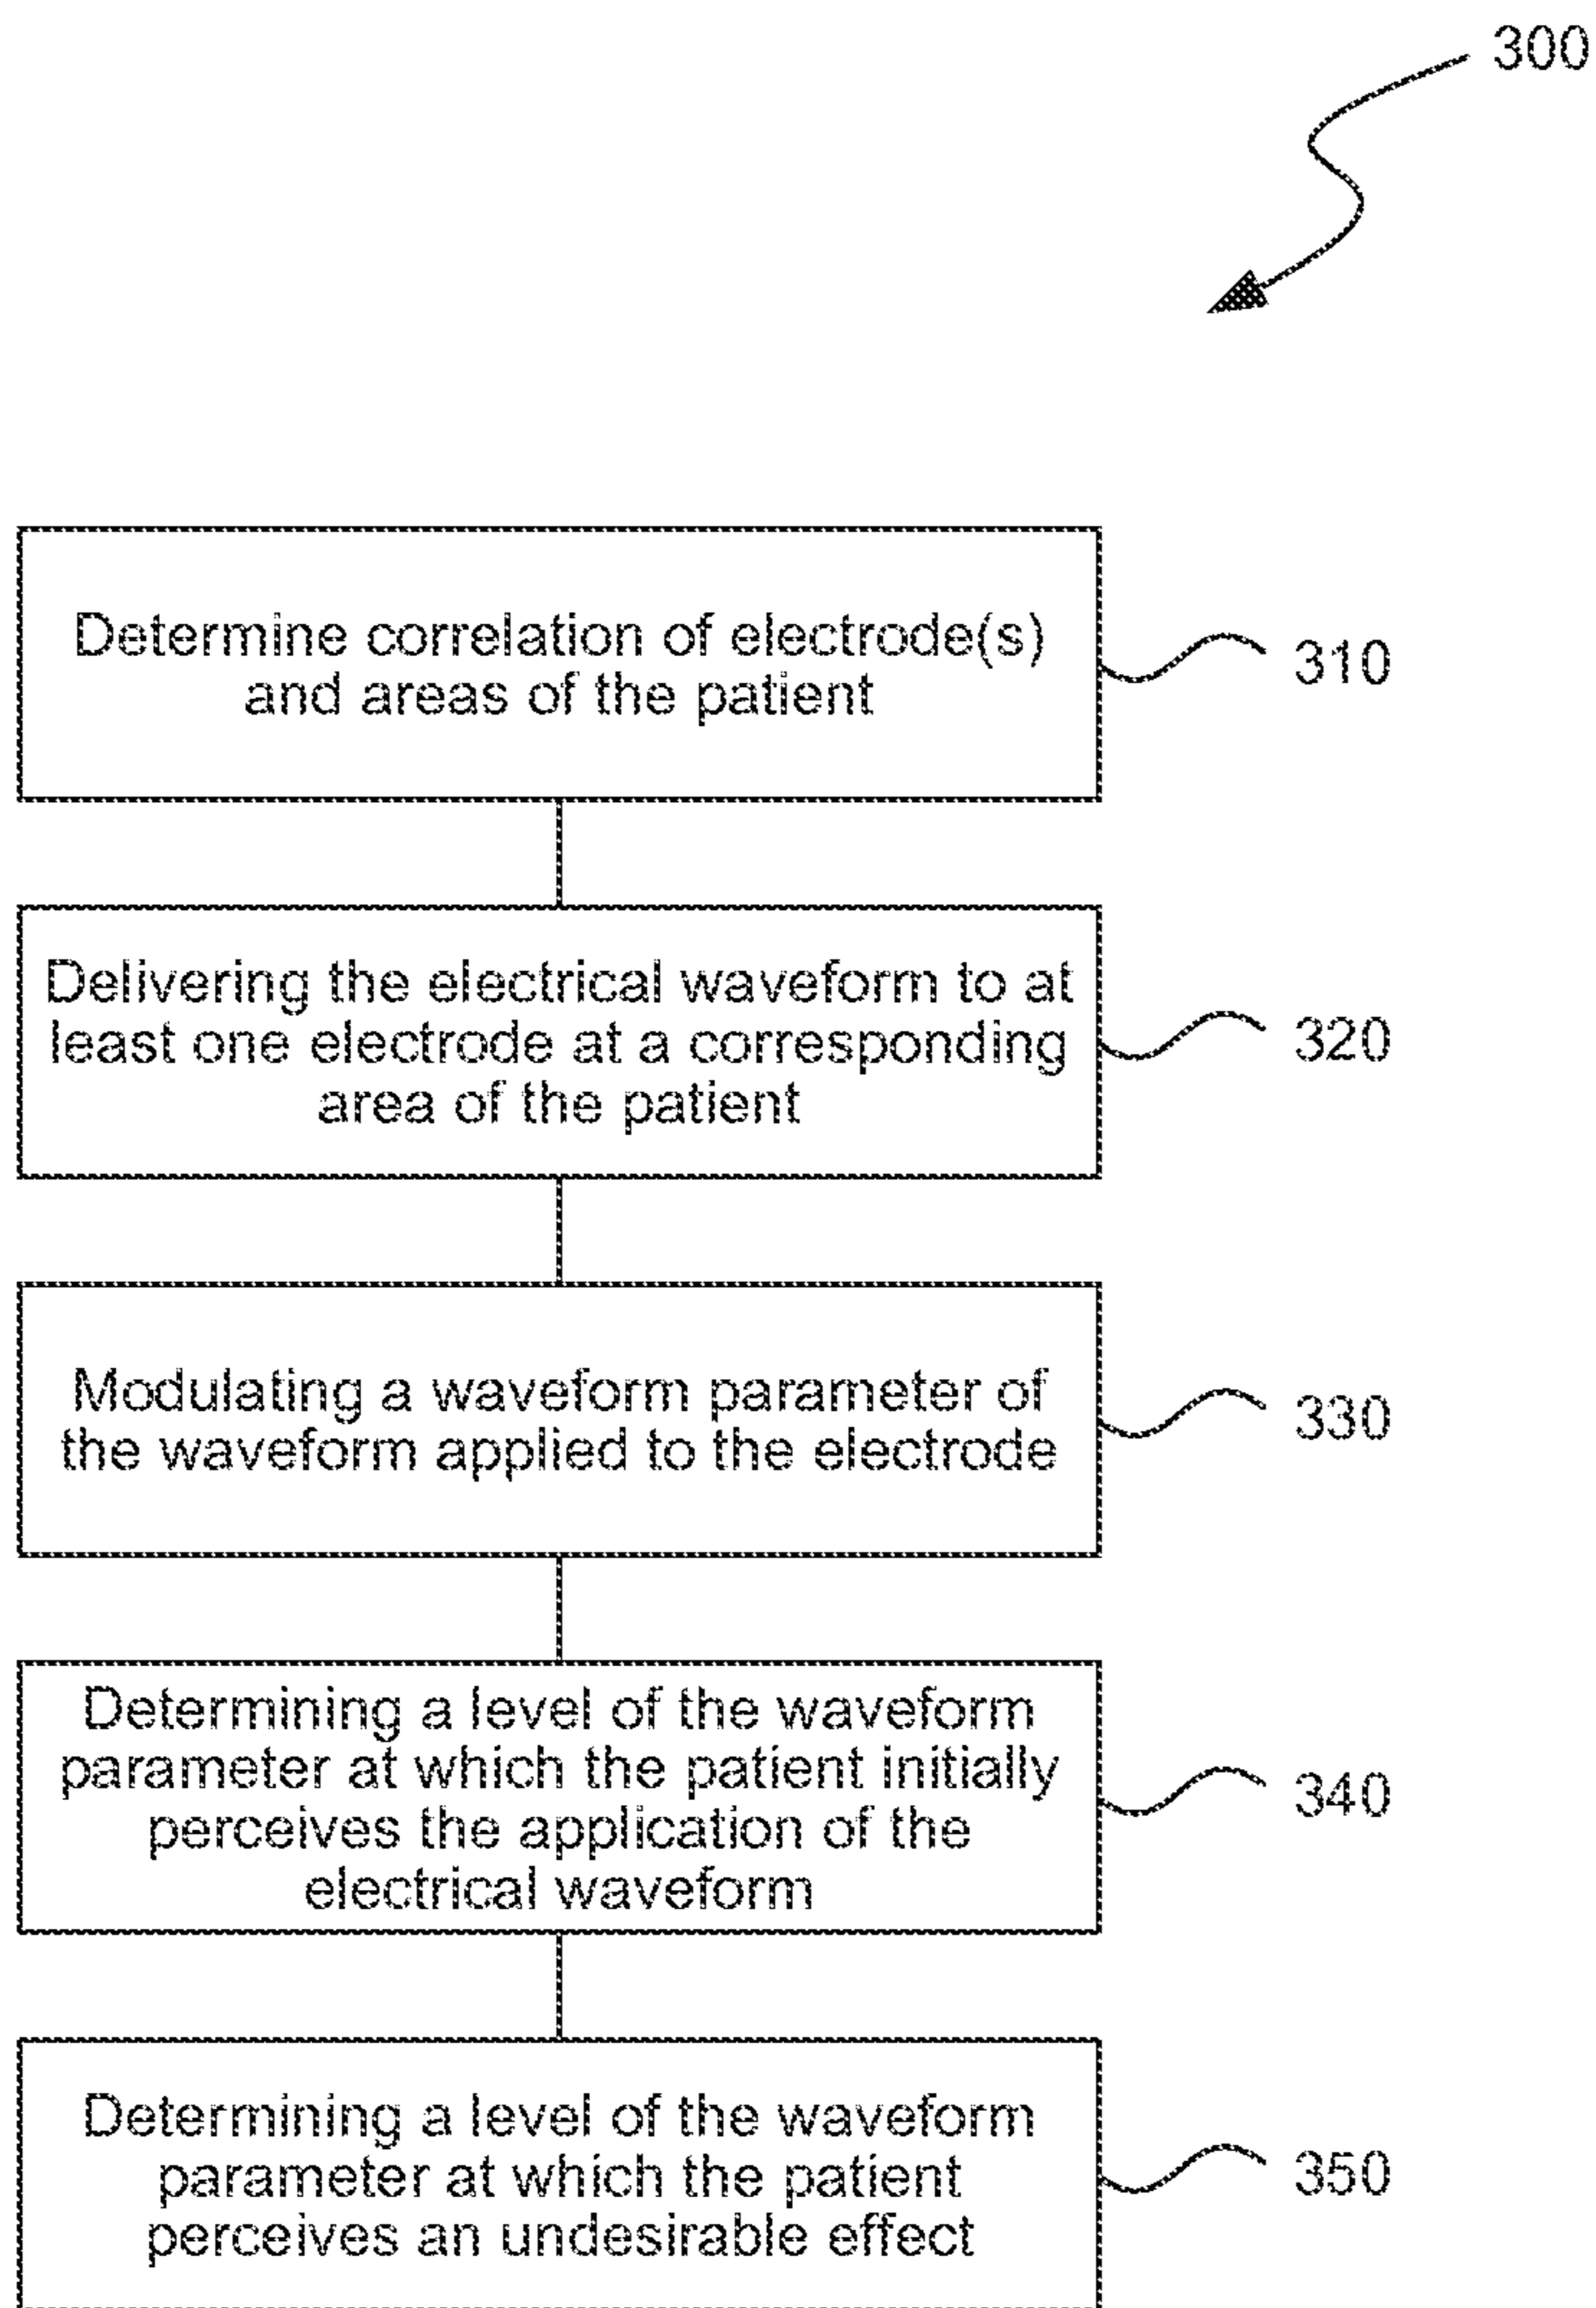 300
Determine correlation of electrode(s)
and areas of the patient
310
Delivering the electrical waveform to at
least one electrode at a corresponding
area of the patient
320
Modulating a waveform parameter of
the waveform applied to the electrode
330
Determining a level of the waveform
parameter at which the patient initially
perceives the application of the
electrical waveform
340
Determining a level of the waveform
parameter at which the patient
perceives an undesirable effect
350